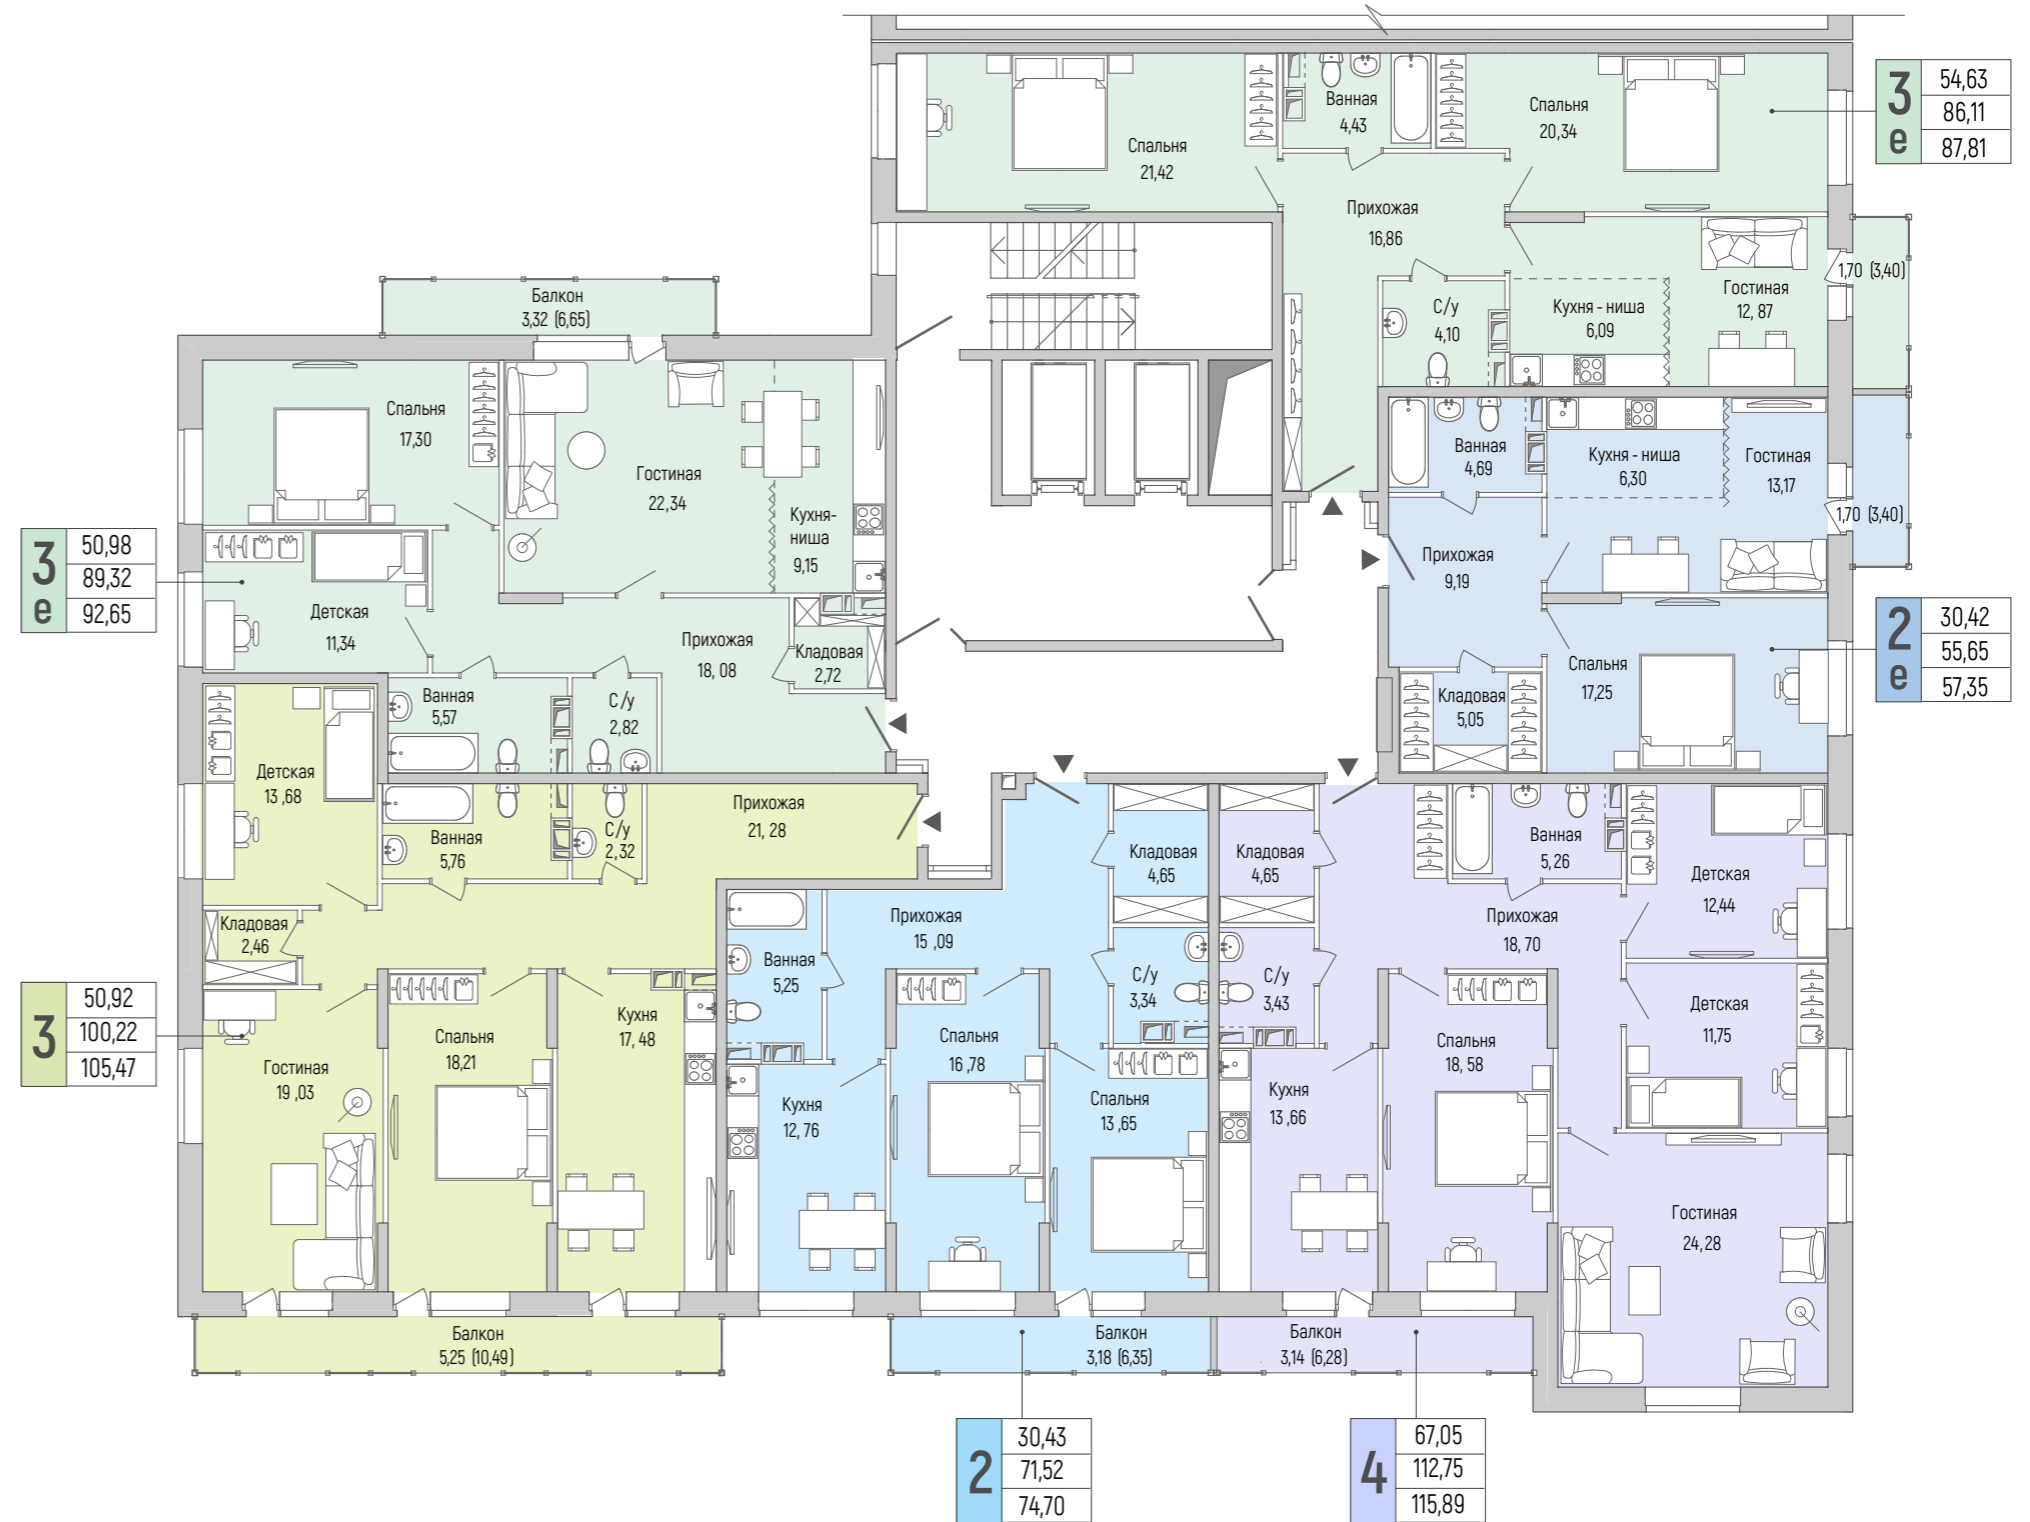 3
е
54,63
86,11
87,81
Спальня
21,42
Ванная
4,43
Спальня
20,34
Прихожая
16,86
С/у
4,10
Кухня - ниша
6,09
Гостиная
12, 87
1,70 (3,40)
Балкон
3,32 (6,65)
Спальня
17,30
Гостиная
22,34
Кухня-
ниша
9,15
3
е
50,98
89,32
92,65
Детская
11,34
Прихожая
18, 08
Кладовая
2,72
Ванная
5,57
С/у
2,82
Ванная
4,69
Кухня - ниша
6,30
Гостиная
13,17
1,70 (3,40)
Прихожая
9,19
2
е
30,42
55,65
57,35
Спальня
17,25
Кладовая
5,05
Детская
13 ,68
Ванная
5,76
С/у
2,32
Прихожая
21, 28
Кладовая
2,46
3
50,92
100,22
105,47
Гостиная
19 ,03
Спальня
18,21
Кухня
17, 48
Балкон
5,25 (10,49)
Кладовая
4,65
Прихожая
15 ,09
Ванная
5,25
С/у
3,34
Спальня
16,78
Кухня
12, 76
Спальня
13 ,65
Балкон
3,18 (6,35)
Кладовая
4,65
Ванная
5,26
Детская
12,44
Прихожая
18, 70
С/у
3,43
Детская
11,75
Спальня
18, 58
Кухня
13 ,66
Гостиная
24, 28
Балкон
3,14 (6,28)
2
30,43
71,52
74,70
4
67,05
112,75
115,89